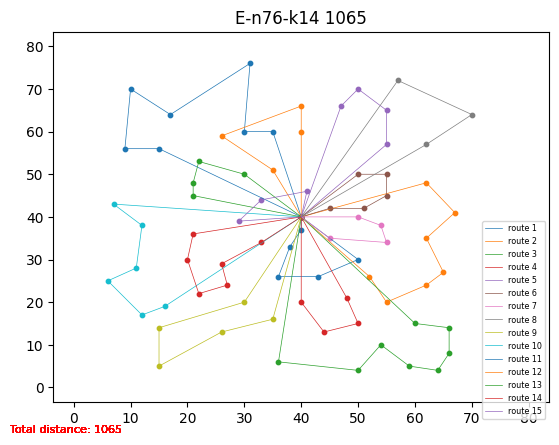 E-n76-k14 1065
80
70
60
50
40
30
20
10
0
0 10 20 30 40 50 60 70 80
route 1
route 2
route 3
route 4
route 5
route 6
route 7
route 8
route 9
route 10
route 11
route 12
route 13
route 14
route 15
Total distance: 1065